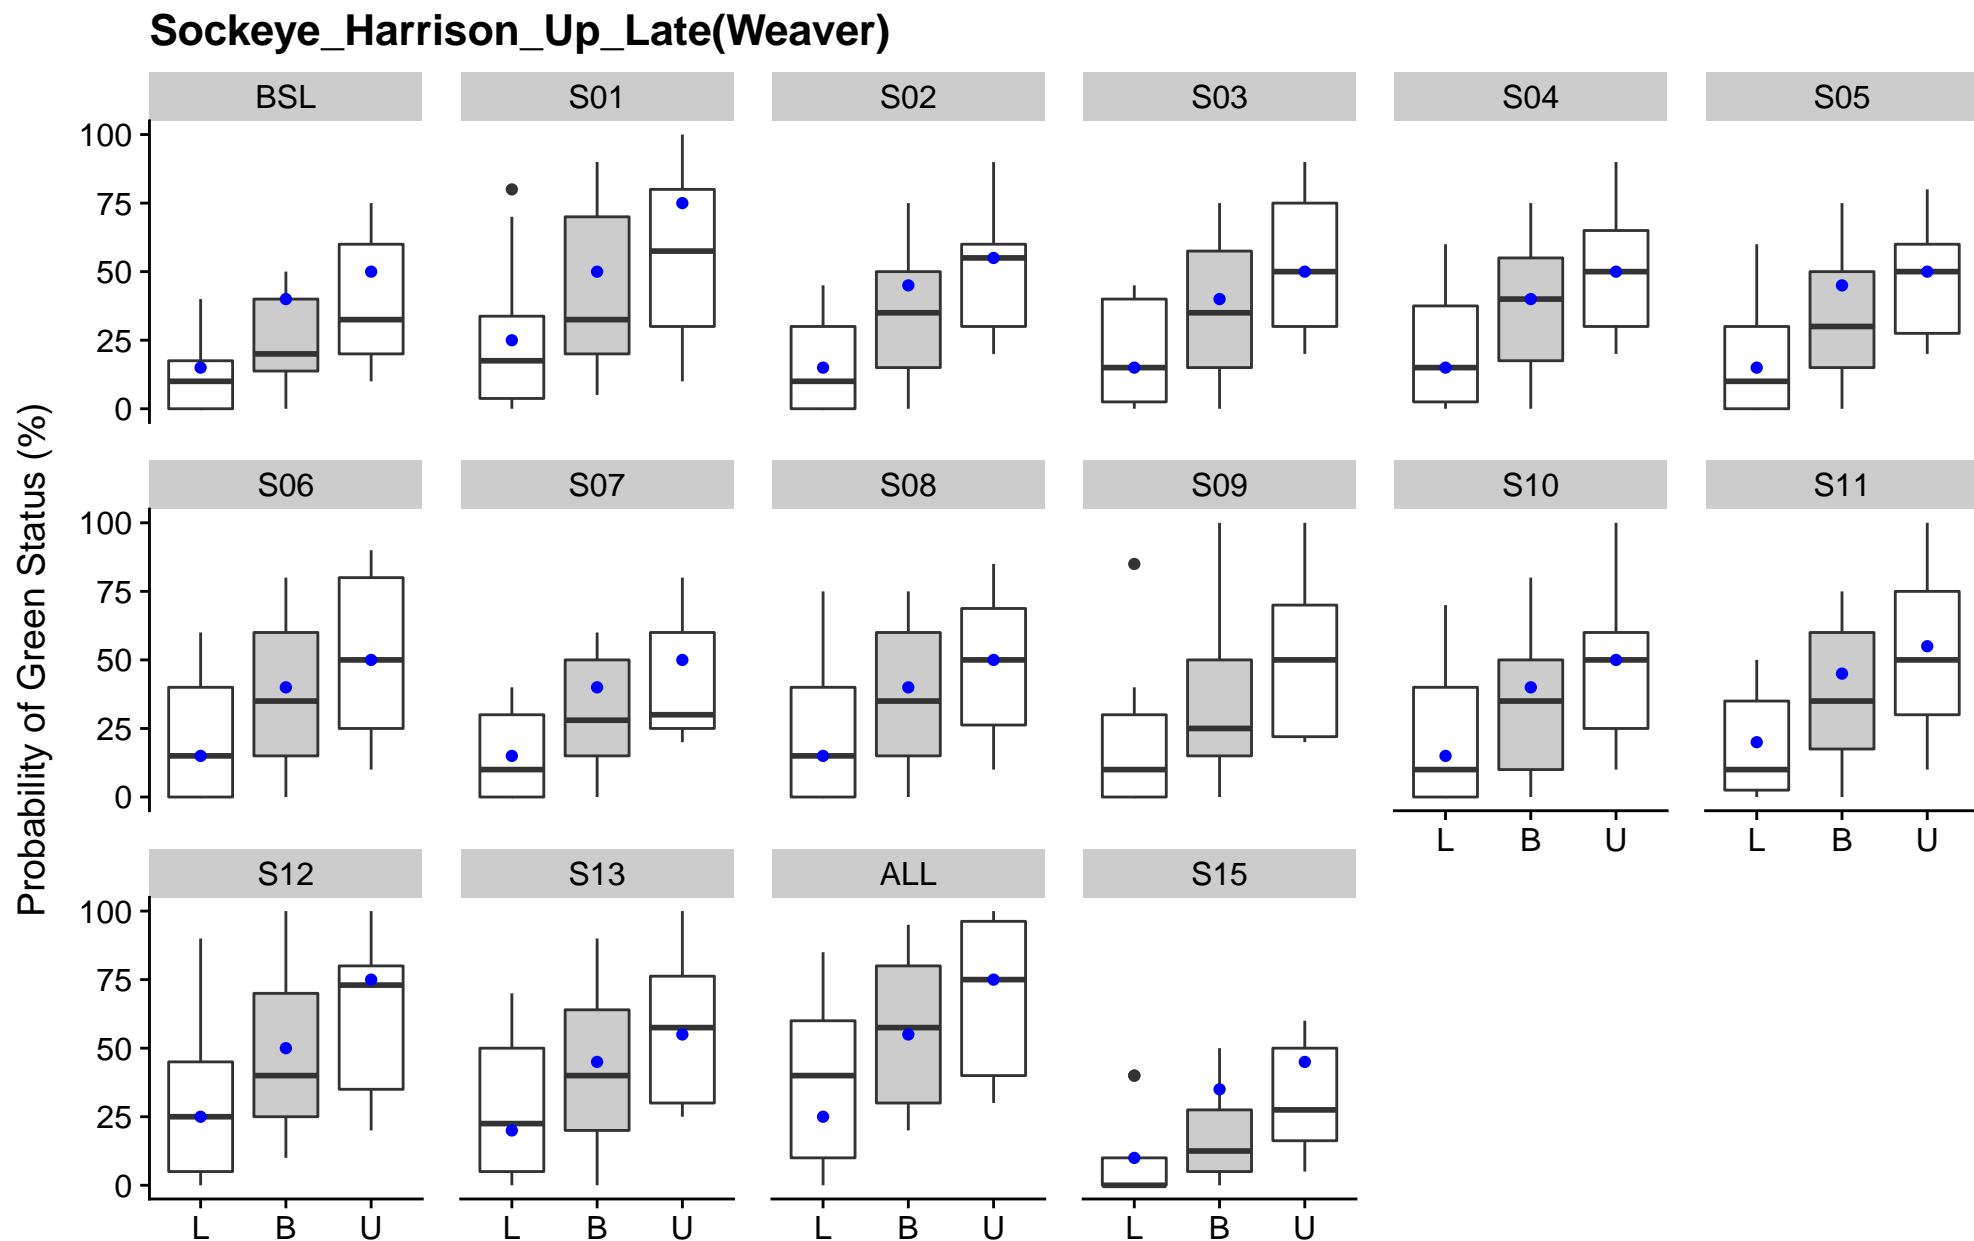 Sockeye_Harrison_Up_Late(Weaver)
Probability of Green Status (%)
BSL S01 S02 S03 S04 S05
100
75
50
25
0
S06 S07 S08 S09 S10 S11
100
75
50
25
0
L B U L B U
S12 S13 ALL S15
100
75
50
25
0
L B U L B U L B U L B U